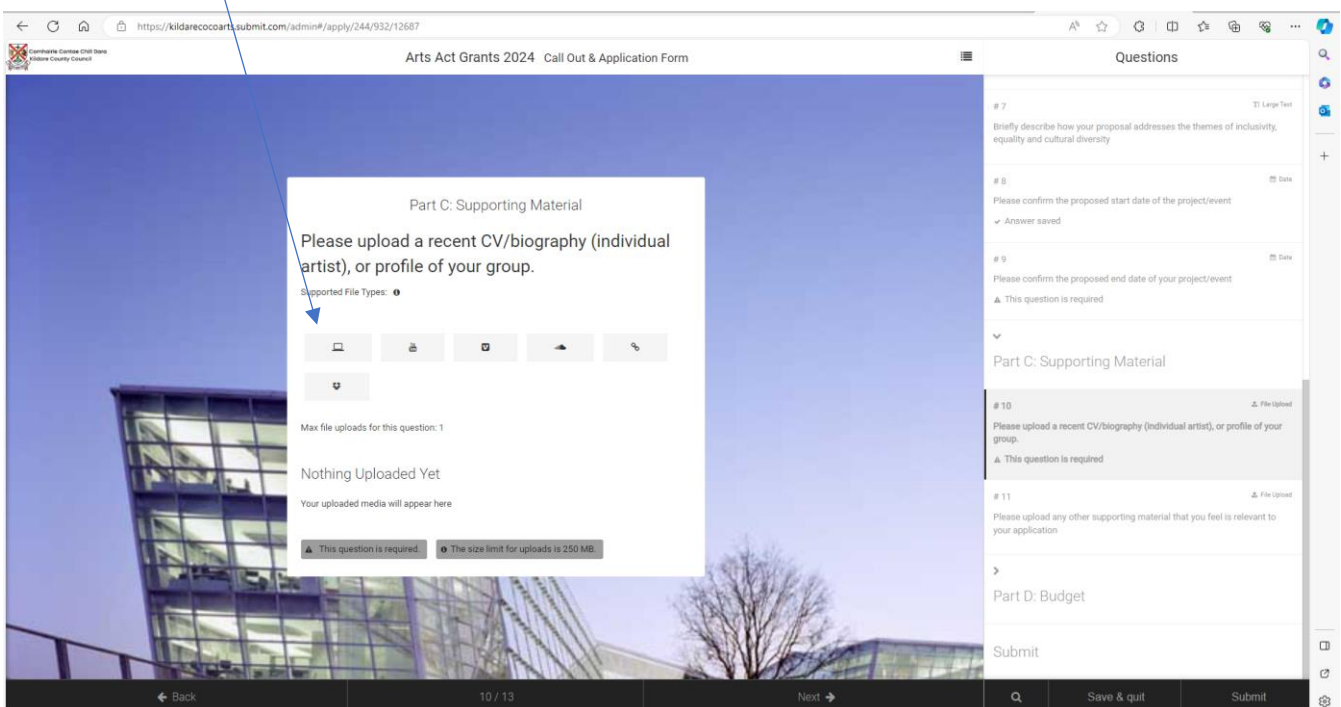 https://kildarecocoarts.submit.com/admin#/apply/244/932/12687
Comhairle Contae Chill Dara
Kildare County Council
Arts Act Grants 2024 Call Out & Application Form
Questions
Part C: Supporting Material
Please upload a recent CV/biography (individual
artist), or profile of your group.
Supported File Types:
Max file uploads for this question: 1
Nothing Uploaded Yet
Your uploaded media will appear here
This question is required.
The size limit for uploads is 250 MB.
# 7
Large Text
Briefly describe how your proposal addresses the themes of inclusivity,
equality and cultural diversity
# 8
Date
Please confirm the proposed start date of the project/event
Answer saved
# 9
Date
Please confirm the proposed end date of your project/event
This question is required
Part C: Supporting Material
# 10
File Upload
Please upload a recent CV/biography (individual artist), or profile of your
group.
This question is required
# 11
File Upload
Please upload any other supporting material that you feel is relevant to
your application
Part D: Budget
Submit
Back
10 / 13
Next
Save & quit
Submit